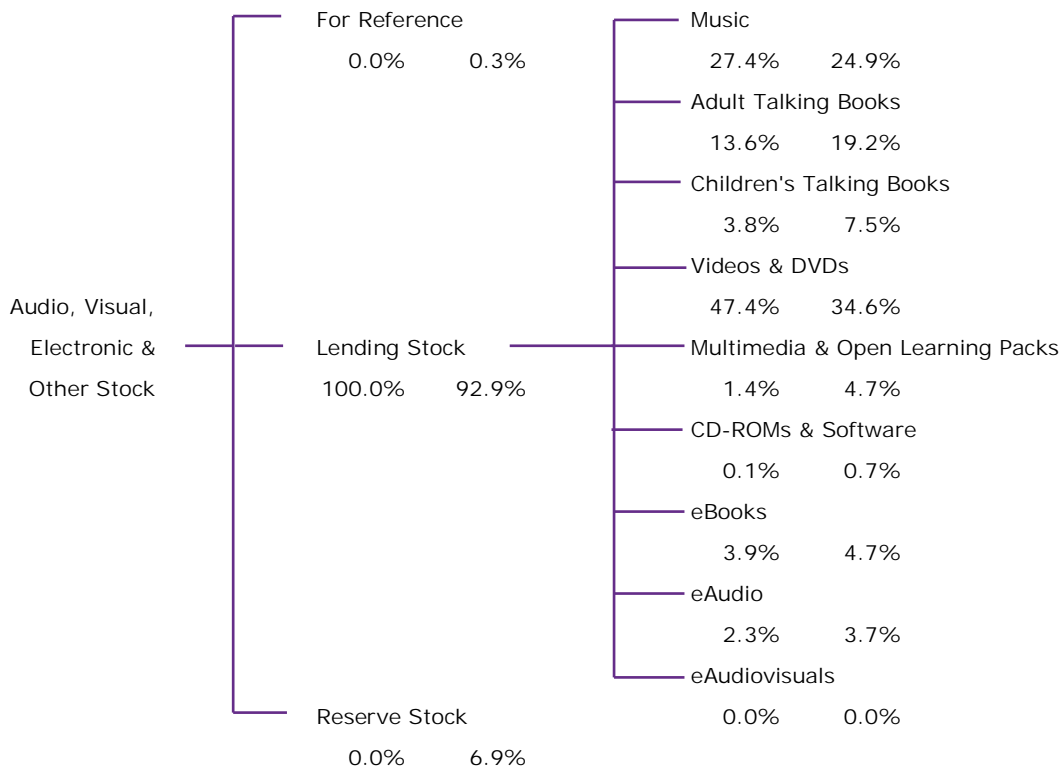 Audio, Visual,
Electronic &
Other Stock
For Reference
0.0% 0.3%
Lending Stock
100.0% 92.9%
Reserve Stock
0.0% 6.9%
Music
27.4% 24.9%
Adult Talking Books
13.6% 19.2%
Children's Talking Books
3.8% 7.5%
Videos & DVDs
47.4% 34.6%
Multimedia & Open Learning Packs
1.4% 4.7%
CD-ROMs & Software
0.1% 0.7%
eBooks
3.9% 4.7%
eAudio
2.3% 3.7%
eAudiovisuals
0.0% 0.0%